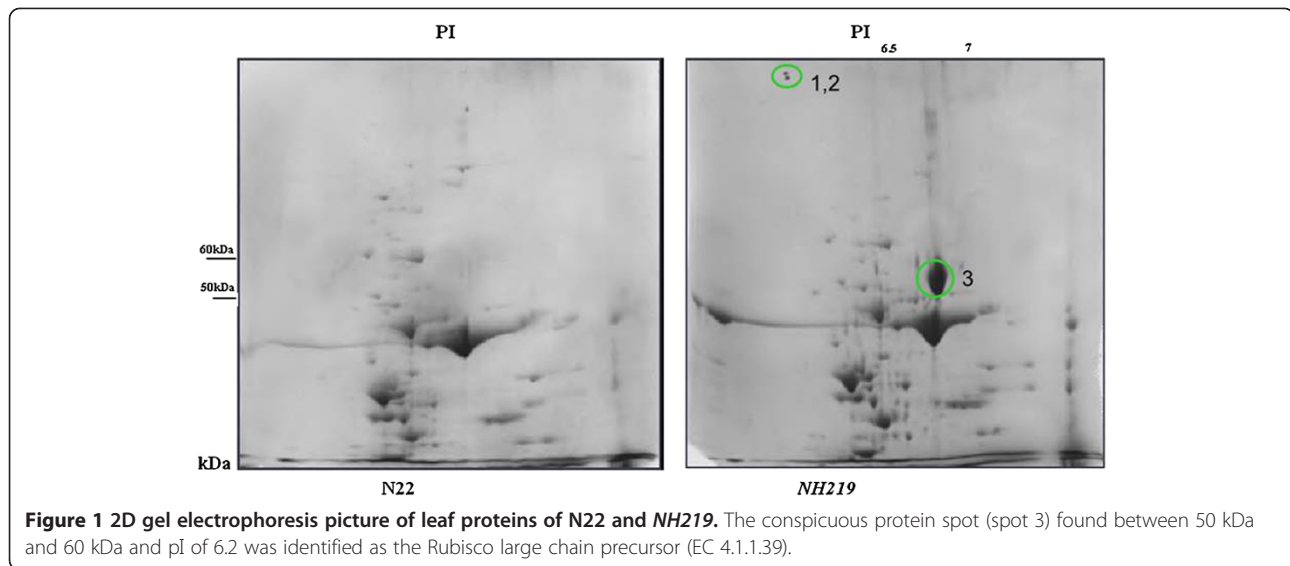 PI
PI
6.5 7
1,2
60kDa
3
50kDa
kDa
N22
NH219
Figure 1 2D gel electrophoresis picture of leaf proteins of N22 and NH219. The conspicuous protein spot (spot 3) found between 50 kDa
and 60 kDa and pI of 6.2 was identified as the Rubisco large chain precursor (EC 4.1.1.39).